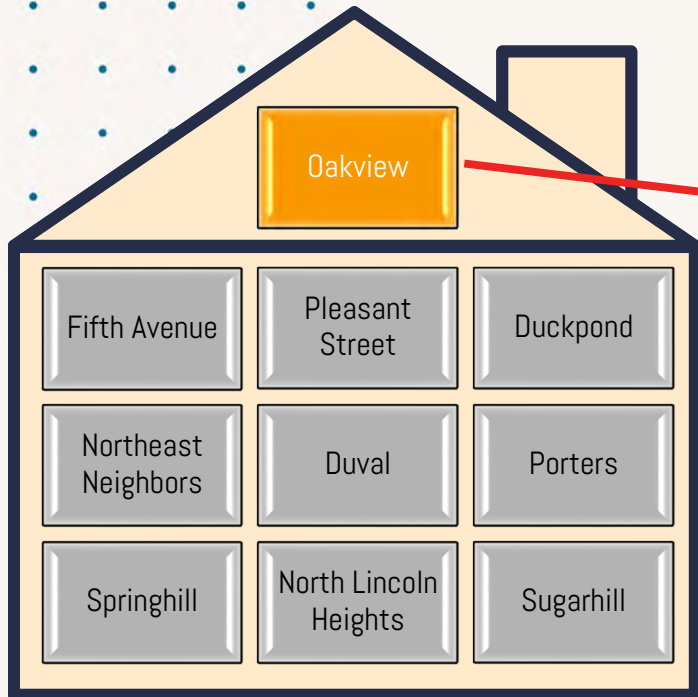 Oakview
Fifth Avenue
Pleasant
Street
Duckpond
Northeast
Neighbors
Duval
Porters
Springhill
North Lincoln
Heights
Sugarhill